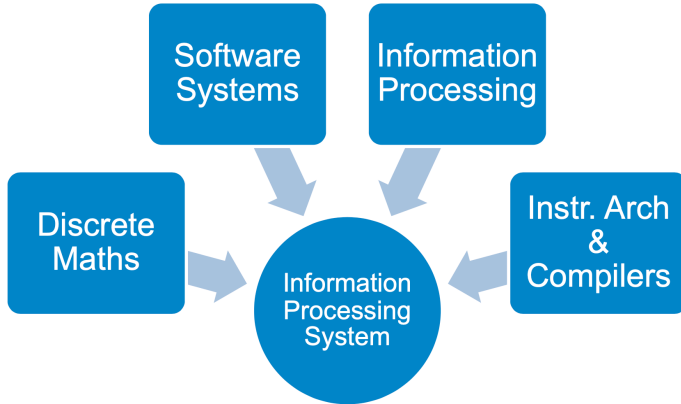 Software
Systems
Information
Processing
Discrete
Maths
Instr. Arch
&
Compilers
Information
Processing
System